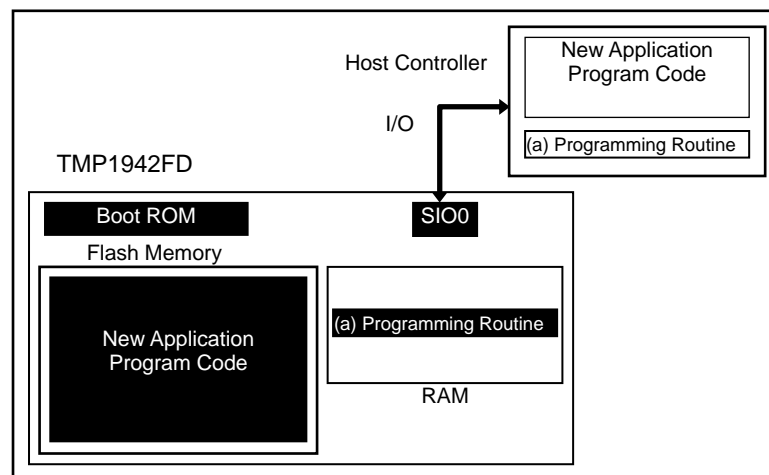 Host Controller
New Application
Program Code
I/O
(a) Programming Routine
TMP1942FD
Boot ROM
SIO0
Flash Memory
New Application
Program Code
(a) Programming Routine
RAM